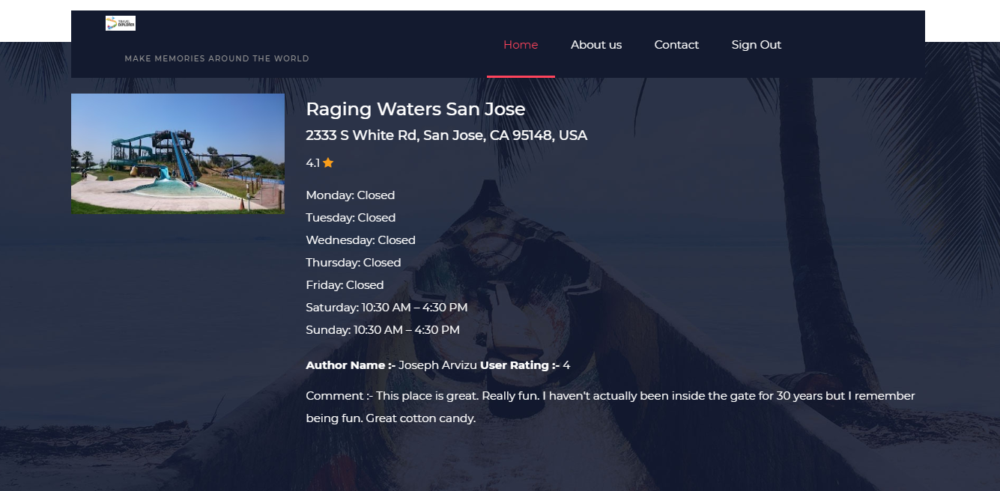 TRAVEL
EXPLORER
MAKE MEMORIES AROUND THE WORLD
Home About us Contact Sign Out
Raging Waters San Jose
2333 S White Rd, San Jose, CA 95148, USA
4.1
Monday: Closed
Tuesday: Closed
Wednesday: Closed
Thursday: Closed
Friday: Closed
Saturday: 10:30 AM – 4:30 PM
Sunday: 10:30 AM – 4:30 PM
Author Name :- Joseph Arvizu User Rating :- 4
Comment :- This place is great. Really fun. I haven't actually been inside the gate for 30 years but I remember
being fun. Great cotton candy.